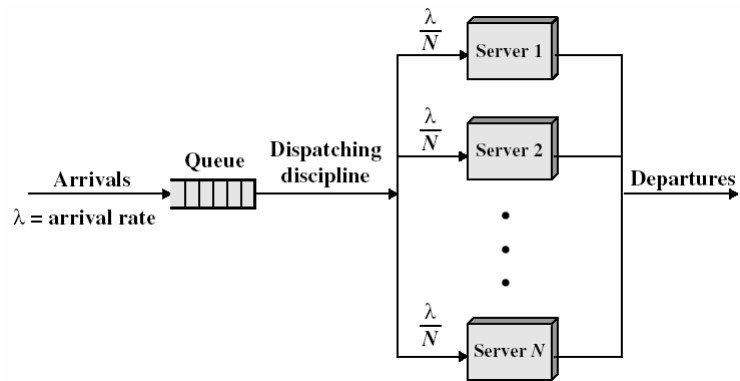 Arrivals
λ = arrival rate
Queue
Dispatching
discipline
λ
N
Server 1
λ
N
Server 2
λ
N
Server N
Departures